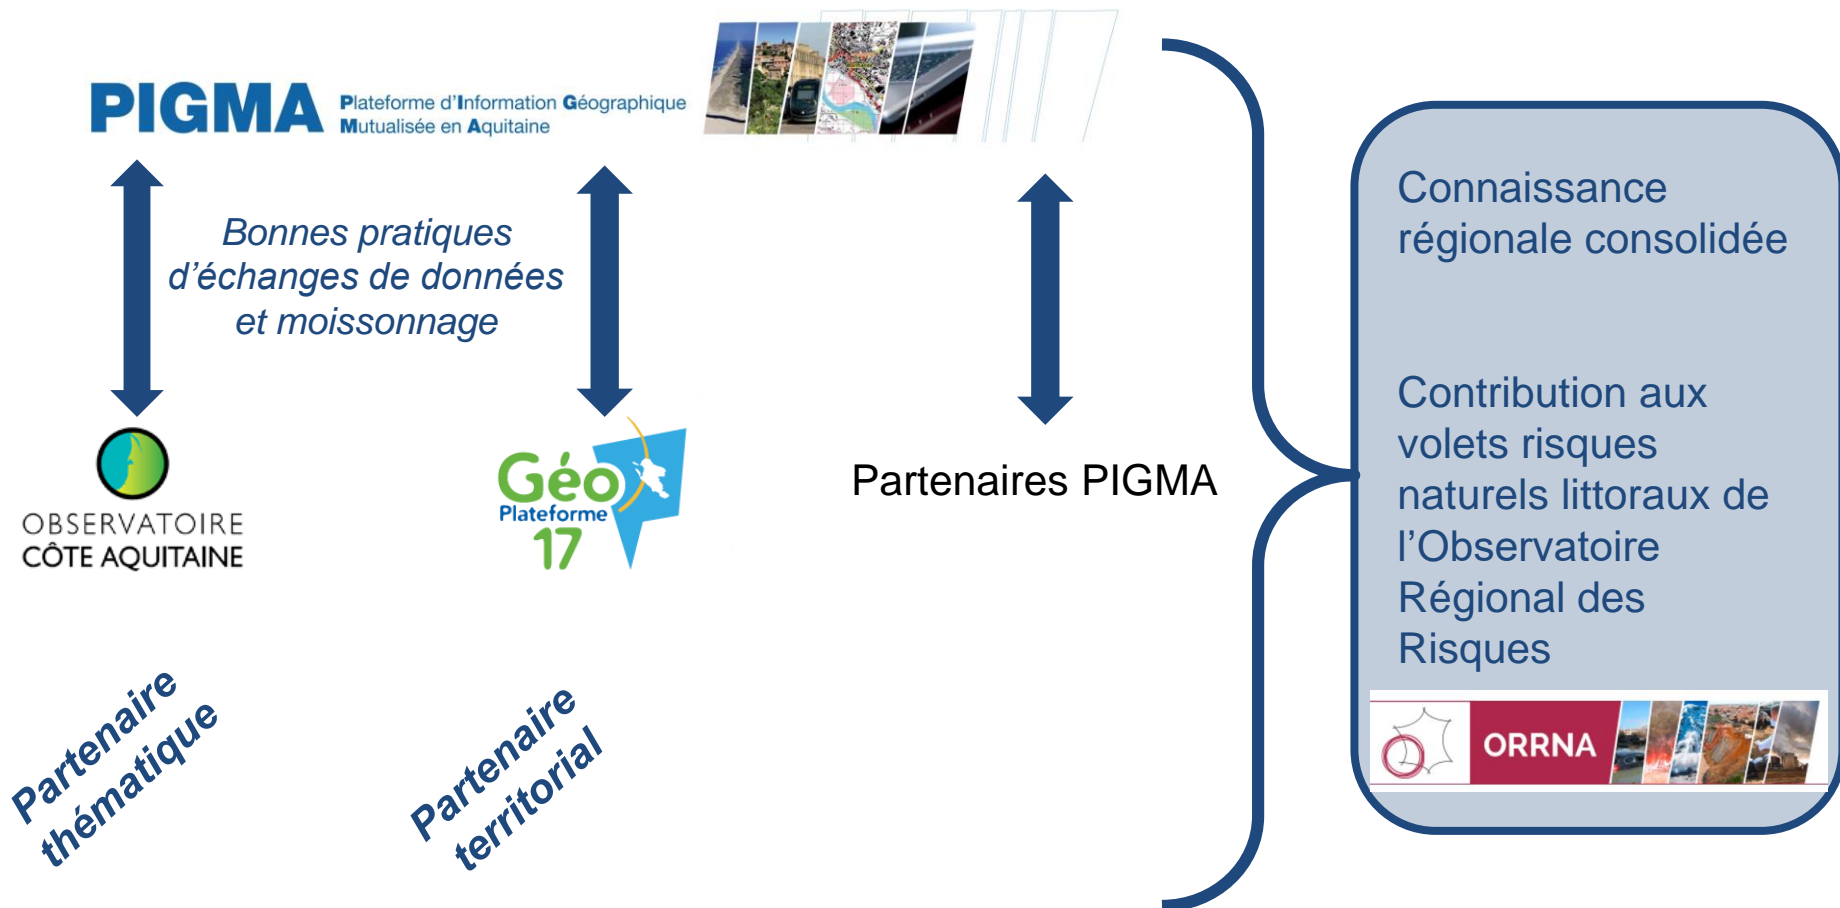 PIGMA
Plateforme d'Information Géographique
Mutualisée en Aquitaine
Bonnes pratiques
d'échanges de données
et moissonnage
OBSERVATOIRE
CÔTE AQUITAINE
Géo
Plateforme
17
Partenaires PIGMA
Partenaire
thématique
Partenaire
territorial
Connaissance
régionale consolidée
Contribution aux
volets risques
naturels littoraux de
l'Observatoire
Régional des
Risques
ORRNA